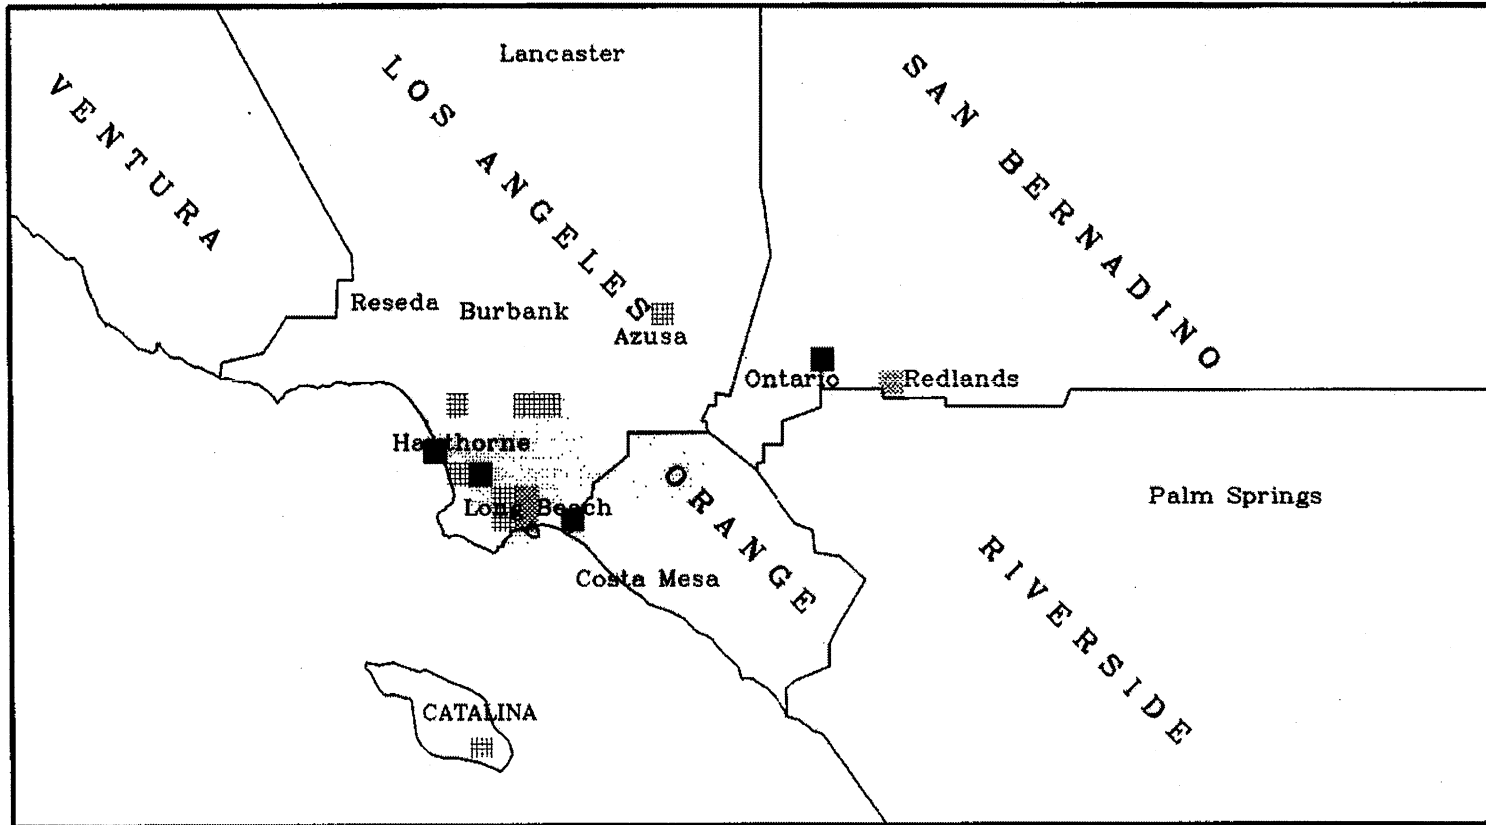 Lancaster
VENTURA
LOS ANGELES
SAN BERNADINO
Reseda
Burbank
Azusa
Ontario
Redlands
Hawthorne
ORANGE
Long Beach
Palm Springs
Costa Mesa
RIVERSIDE
CATALINA